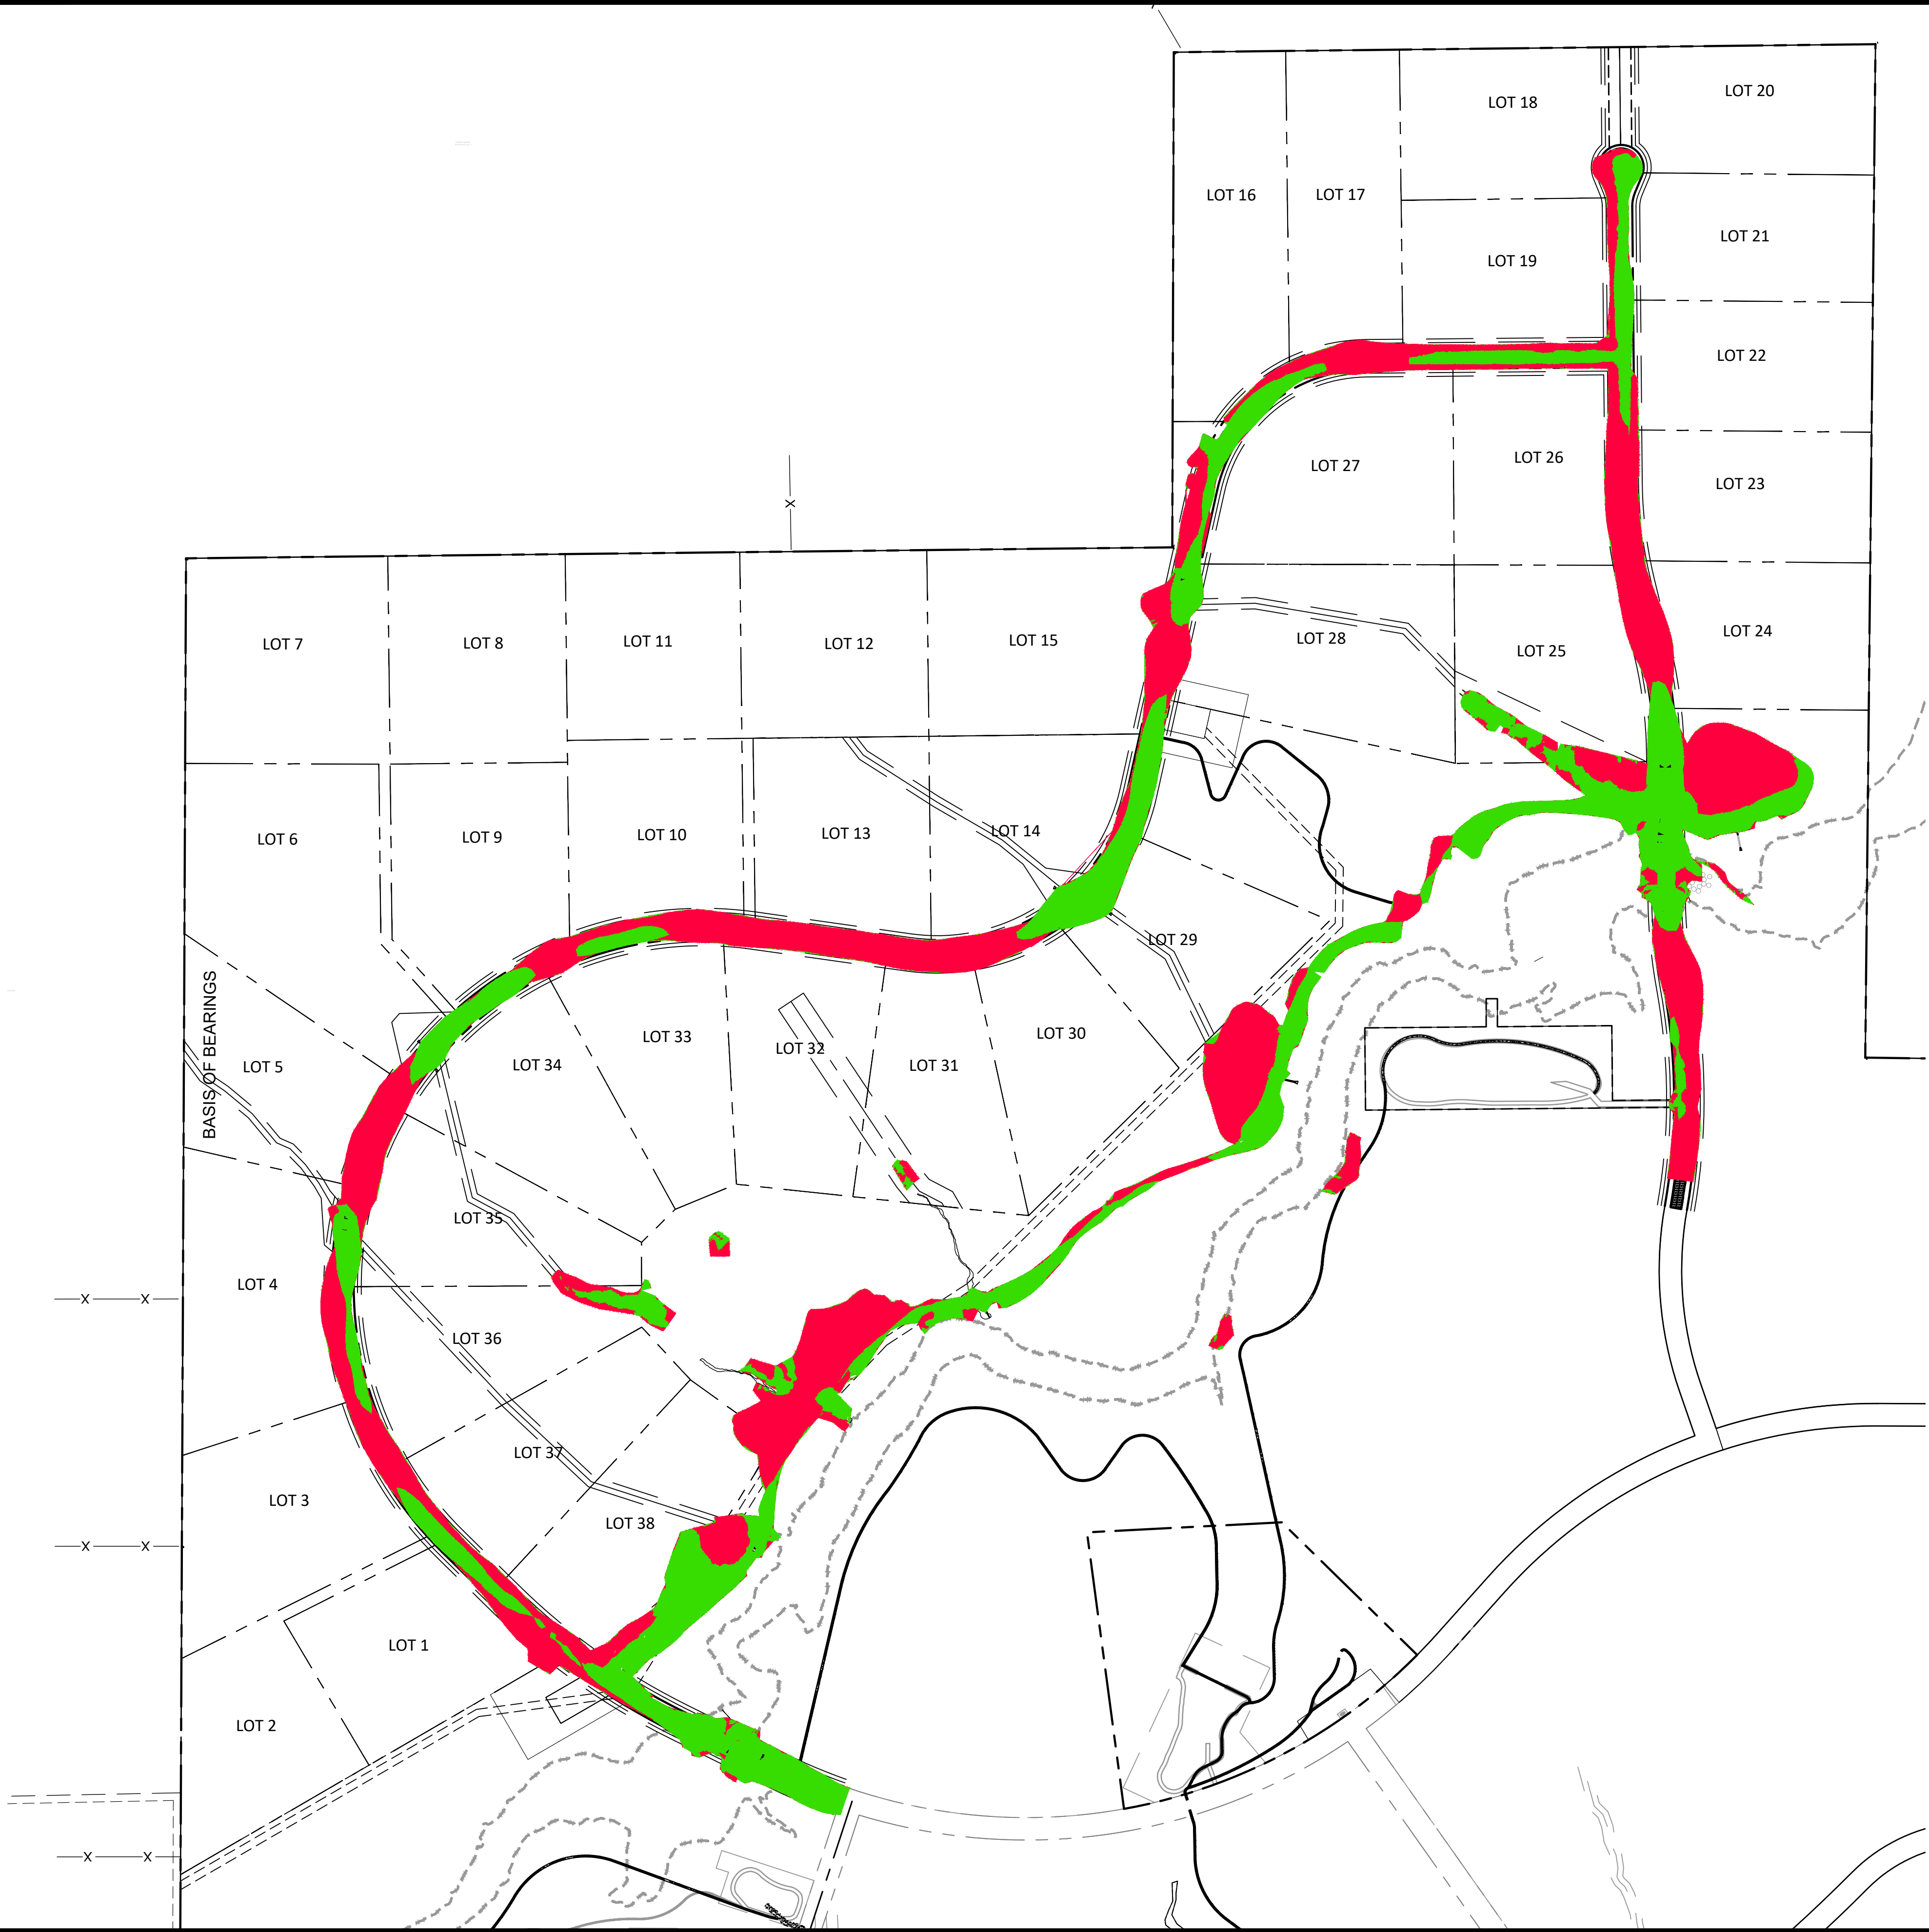 LOT 20
LOT 18
LOT 16
LOT 17
LOT 21
LOT 19
LOT 22
LOT 26
LOT 27
LOT 23
X
LOT 24
LOT 28
LOT 15
LOT 11
LOT 12
LOT 8
LOT 7
LOT 25
LOT 14
LOT 13
LOT 10
LOT 9
LOT 6
LOT 29
BASIS OF BEARINGS
LOT 30
LOT 33
LOT 32
LOT 34
LOT 31
LOT 5
LOT 35
LOT 4
X X
LOT 36
LOT 37
LOT 3
LOT 38
X X
LOT 1
LOT 2
X X